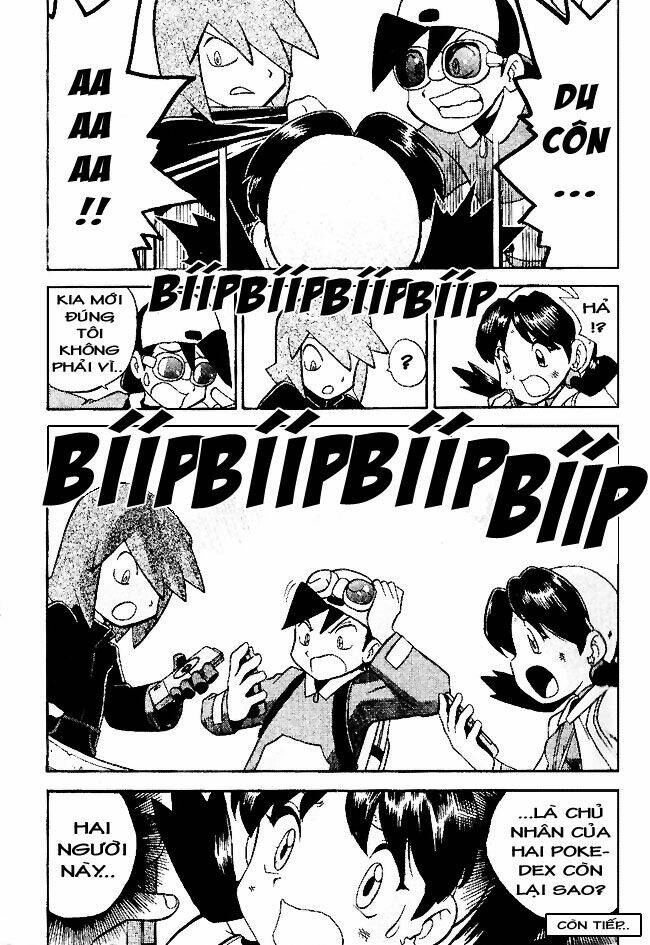 AA
AA
AA
!!
DU
CÔN
...
BÍÍPBÍÍPBÍÍPBÍÍP
KIA MỚI
ĐÚNG
TÔI
KHÔNG
PHẢI VÌ..
?
HẢ
!?
BÍÍPBÍÍPBÍÍPBÍÍP
HAI
NGƯỜI
NÀY...
...LÀ CHỦ
NHÂN CỦA
HAI POKE-
DEX CÒN
LẠI SAO?
CÒN TIẾP..